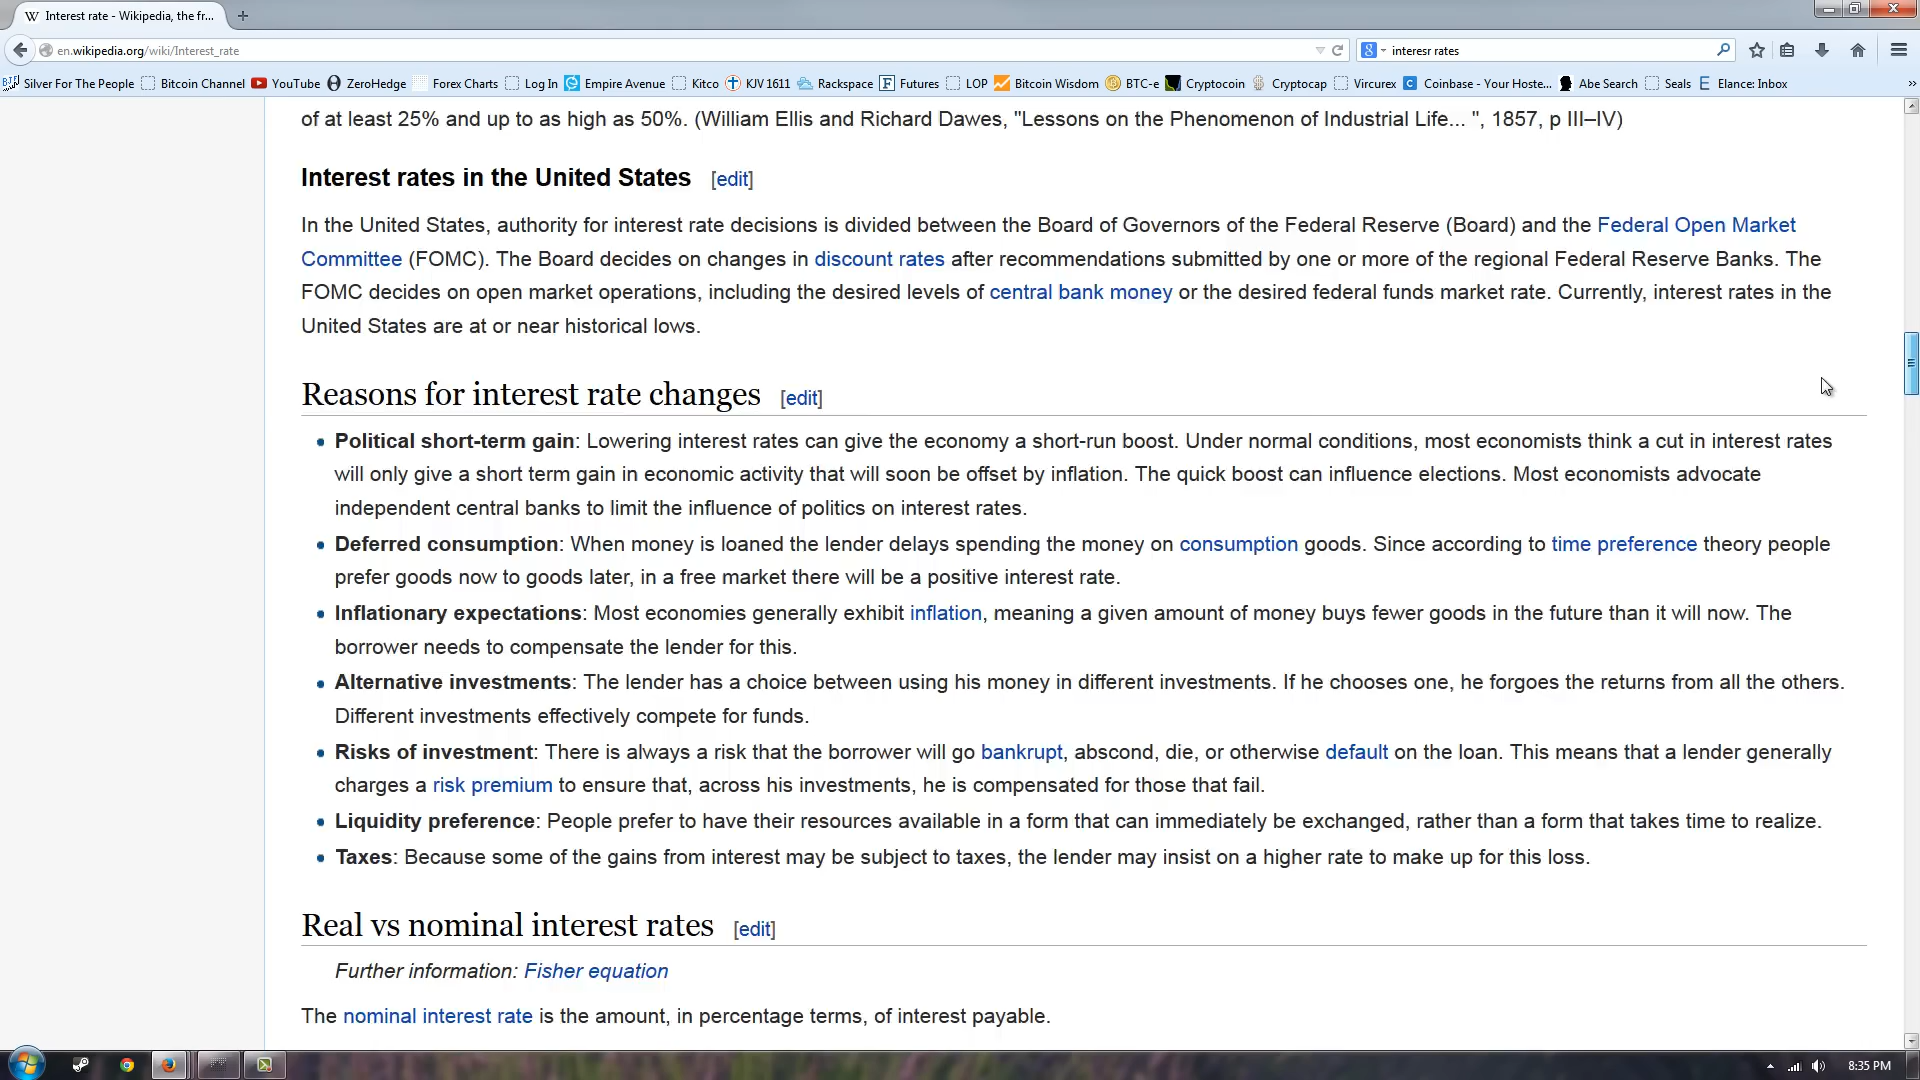 Interest rate - Wikipedia, the fr...
en.wikipedia.org/wiki/Interest_rate
interesr rates
Silver For The People Bitcoin Channel YouTube ZeroHedge Forex Charts Log In Empire Avenue Kitco KJV 1611 Rackspace Futures LOP Bitcoin Wisdom BTC-e Cryptocoin Cryptocap Vircurex Coinbase - Your Hoste... Abe Search Seals Elance: Inbox
of at least 25% and up to as high as 50%. (William Ellis and Richard Dawes, "Lessons on the Phenomenon of Industrial Life... ", 1857, p III–IV)
Interest rates in the United States [edit]
In the United States, authority for interest rate decisions is divided between the Board of Governors of the Federal Reserve (Board) and the Federal Open Market
Committee (FOMC). The Board decides on changes in discount rates after recommendations submitted by one or more of the regional Federal Reserve Banks. The
FOMC decides on open market operations, including the desired levels of central bank money or the desired federal funds market rate. Currently, interest rates in the
United States are at or near historical lows.
Reasons for interest rate changes [edit]
Political short-term gain: Lowering interest rates can give the economy a short-run boost. Under normal conditions, most economists think a cut in interest rates
will only give a short term gain in economic activity that will soon be offset by inflation. The quick boost can influence elections. Most economists advocate
independent central banks to limit the influence of politics on interest rates.
Deferred consumption: When money is loaned the lender delays spending the money on consumption goods. Since according to time preference theory people
prefer goods now to goods later, in a free market there will be a positive interest rate.
Inflationary expectations: Most economies generally exhibit inflation, meaning a given amount of money buys fewer goods in the future than it will now. The
borrower needs to compensate the lender for this.
Alternative investments: The lender has a choice between using his money in different investments. If he chooses one, he forgoes the returns from all the others.
Different investments effectively compete for funds.
Risks of investment: There is always a risk that the borrower will go bankrupt, abscond, die, or otherwise default on the loan. This means that a lender generally
charges a risk premium to ensure that, across his investments, he is compensated for those that fail.
Liquidity preference: People prefer to have their resources available in a form that can immediately be exchanged, rather than a form that takes time to realize.
Taxes: Because some of the gains from interest may be subject to taxes, the lender may insist on a higher rate to make up for this loss.
Real vs nominal interest rates [edit]
Further information: Fisher equation
The nominal interest rate is the amount, in percentage terms, of interest payable.
8:35 PM